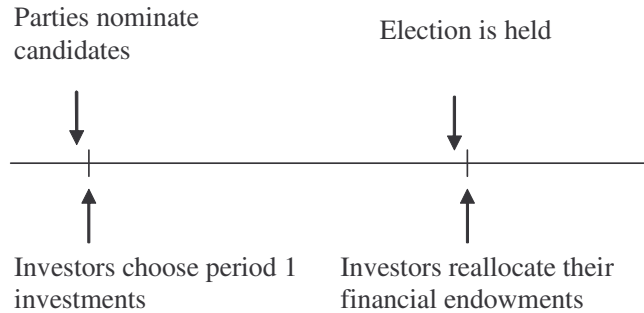 Parties nominate
candidates
Election is held
Investors choose period 1
investments
Investors reallocate their
financial endowments